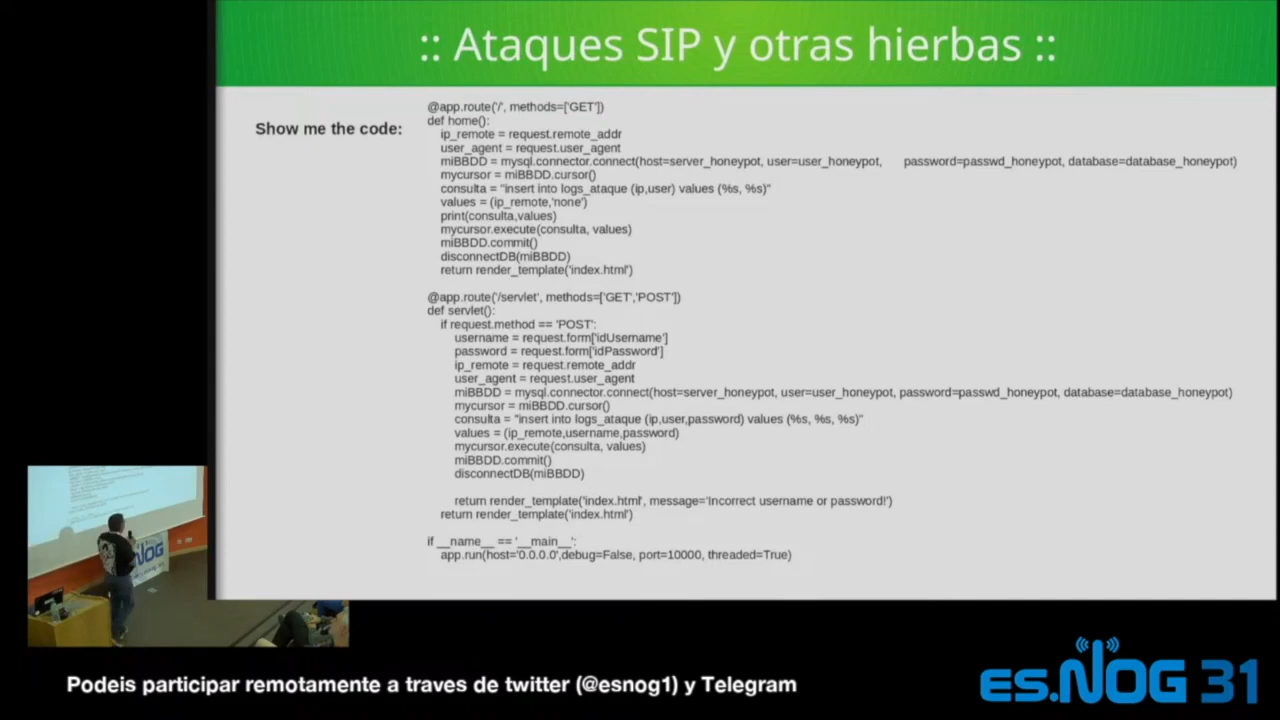 :: Ataques SIP y otras hierbas ::
Show me the code:
@app.route('/', methods=['GET'])
def home():
ip_remote = request.remote_addr
user_agent = request.user_agent
miBBDD = mysql.connector.connect(host=server_honeypot, user=user_honeypot, password=passwd_honeypot, database=database_honeypot)
mycursor = miBBDD.cursor()
consulta = "insert into logs_ataque (ip,user) values (%s, %s)"
values = (ip_remote,'none')
print(consulta,values)
mycursor.execute(consulta, values)
miBBDD.commit()
disconnectDB(miBBDD)
return render_template('index.html')
@app.route('/servlet', methods=['GET','POST'])
def servlet():
if request.method == 'POST':
username = request.form['idUsername']
password = request.form['idPassword']
ip_remote = request.remote_addr
user_agent = request.user_agent
miBBDD = mysql.connector.connect(host=server_honeypot, user=user_honeypot, password=passwd_honeypot, database=database_honeypot)
mycursor = miBBDD.cursor()
consulta = "insert into logs_ataque (ip,user,password) values (%s, %s, %s)"
values = (ip_remote,username,password)
mycursor.execute(consulta, values)
miBBDD.commit()
disconnectDB(miBBDD)
return render_template('index.html', message='Incorrect username or password!')
return render_template('index.html')
if __name__ == '__main__':
app.run(host='0.0.0.0',debug=False, port=10000, threaded=True)
NOG
Podeis participar remotamente a traves de twitter (@esnog1) y Telegram
es.NOG 31